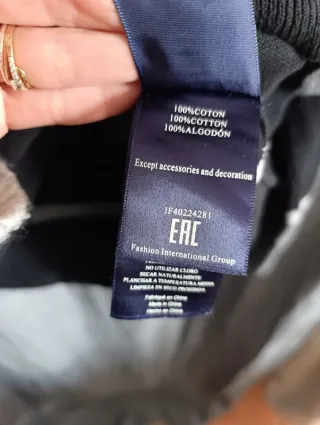 100%COTON
100%COTTON
100%ALGODÓN
Except accessories and decoration
1F40224281
EAC
Fashion International Group
NO UTILIZAR CLORO
SECAR NATURALMENTE
PLANCHAR A TEMPERATURA MEDIA
LIMPIEZA EN SECO PROHIBIDA
Fabriqué en Chine
Made in China
Hecho en China